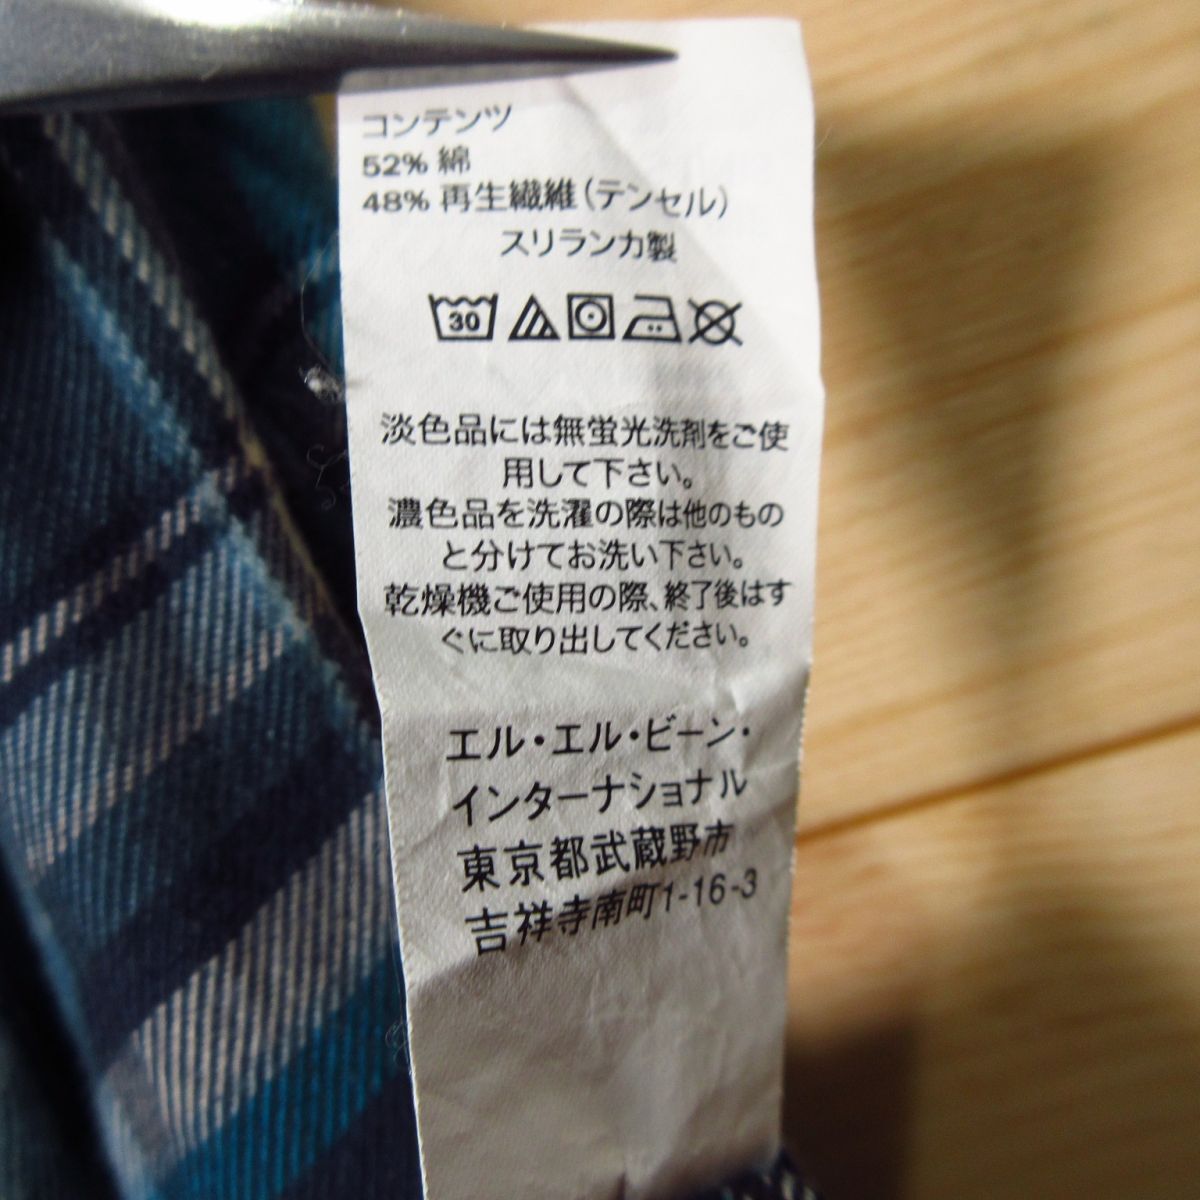 コンテンツ
52% 綿
48% 再生繊維(テンセル)
スリランカ製
30
淡色品には無蛍光洗剤をご使
用して下さい。
濃色品を洗濯の際は他のもの
と分けてお洗い下さい。
乾燥機ご使用の際、終了後はす
ぐに取り出してください。
エル・エル・ビーン・
インターナショナル
東京都武蔵野市
吉祥寺南町1-16-3